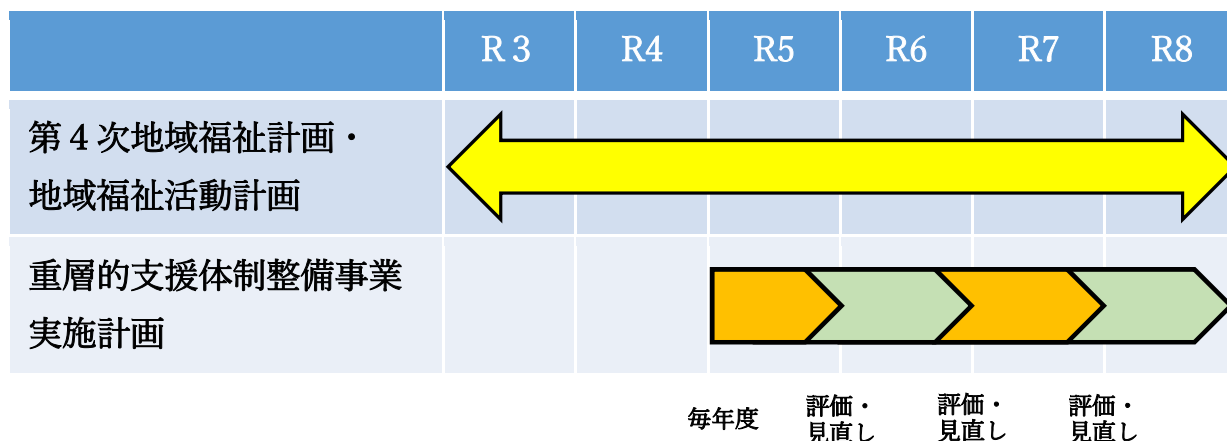 R 3 R4 R5 R6 R7 R8
第4次地域福祉計画・
地域福祉活動計画
重層的支援体制整備事業
実施計画
毎年度 評価・ 評価・ 評価・
見直し 見直し 見直し